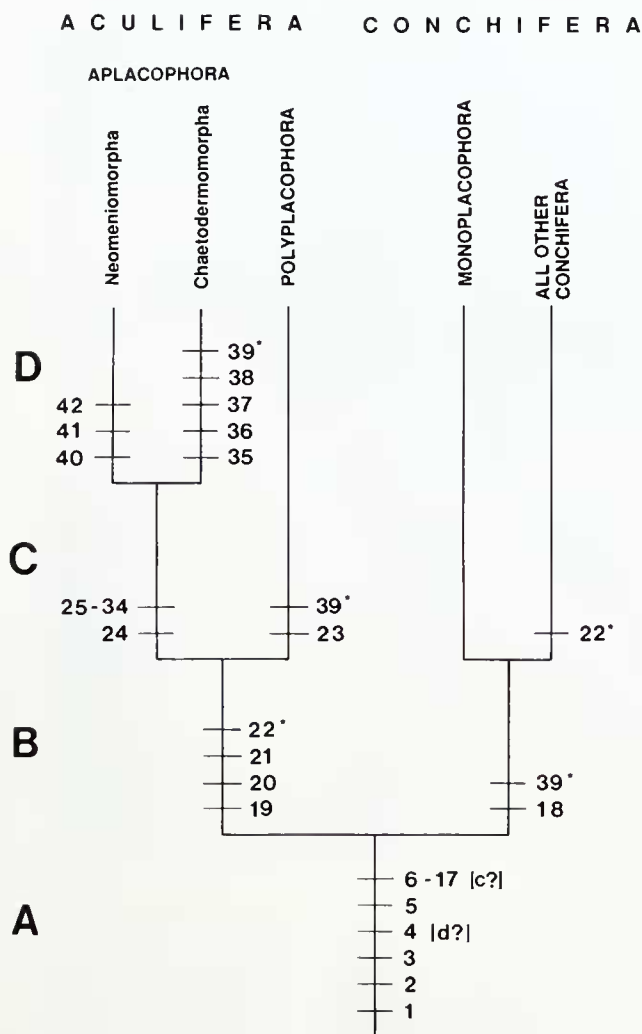 ACULIFERA CONCHIFERA
APLACOPHORA
Neomeniomorpha
Chaetodermomorpha
POLYPLACOPHORA
MONOPLACOPHORA
ALL OTHER
CONCHIFERA
D
39*
38
42 37
41 36
40 35
C
25-34 39*
24 23 22*
B
22*
21
20 39*
19 18
A
6-17 |c?|
5
4 |d?|
3
2
1